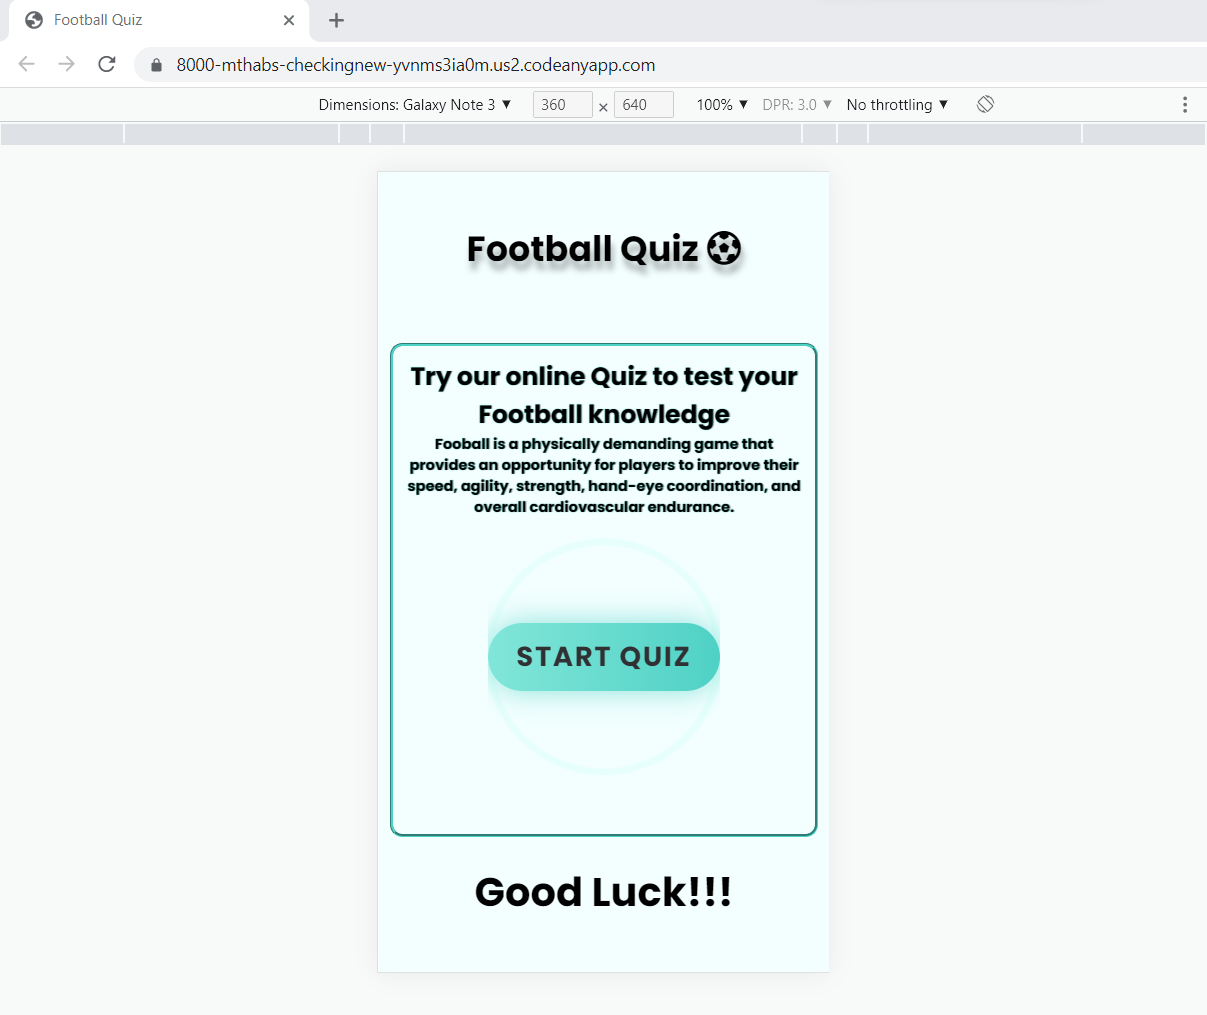 Football Quiz
8000-mthabs-checkingnew-yvnms3ia0m.us2.codeanyapp.com
Dimensions: Galaxy Note 3 ▼ 360 × 640 100% ▼ DPR: 3.0 ▼ No throttling ▼
Football Quiz ⚽
Try our online Quiz to test your
Football knowledge
Fooball is a physically demanding game that
provides an opportunity for players to improve their
speed, agility, strength, hand-eye coordination, and
overall cardiovascular endurance.
START QUIZ
Good Luck!!!